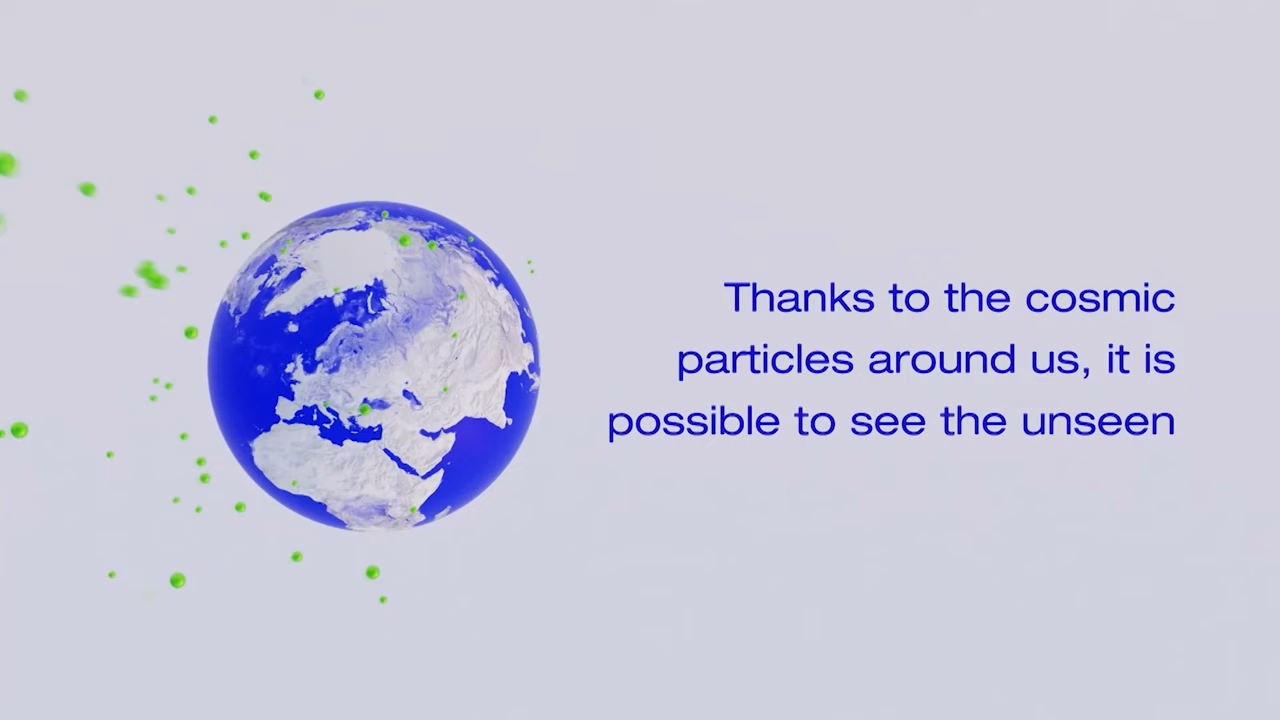 Thanks to the cosmic
particles around us, it is
possible to see the unseen